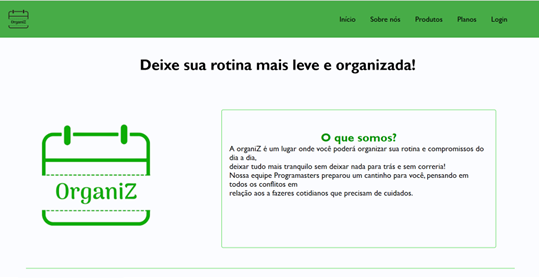 OrganiZ
Início Sobre nós Produtos Planos Login
Deixe sua rotina mais leve e organizada!
OrganiZ
O que somos?
A organiZ é um lugar onde você poderá organizar sua rotina e compromissos do
dia a dia,
deixar tudo mais tranquilo sem deixar nada para trás e sem correria!
Nossa equipe Programasters preparou um cantinho para você, pensando em
todos os conflitos em
relação aos a fazeres cotidianos que precisam de cuidados.